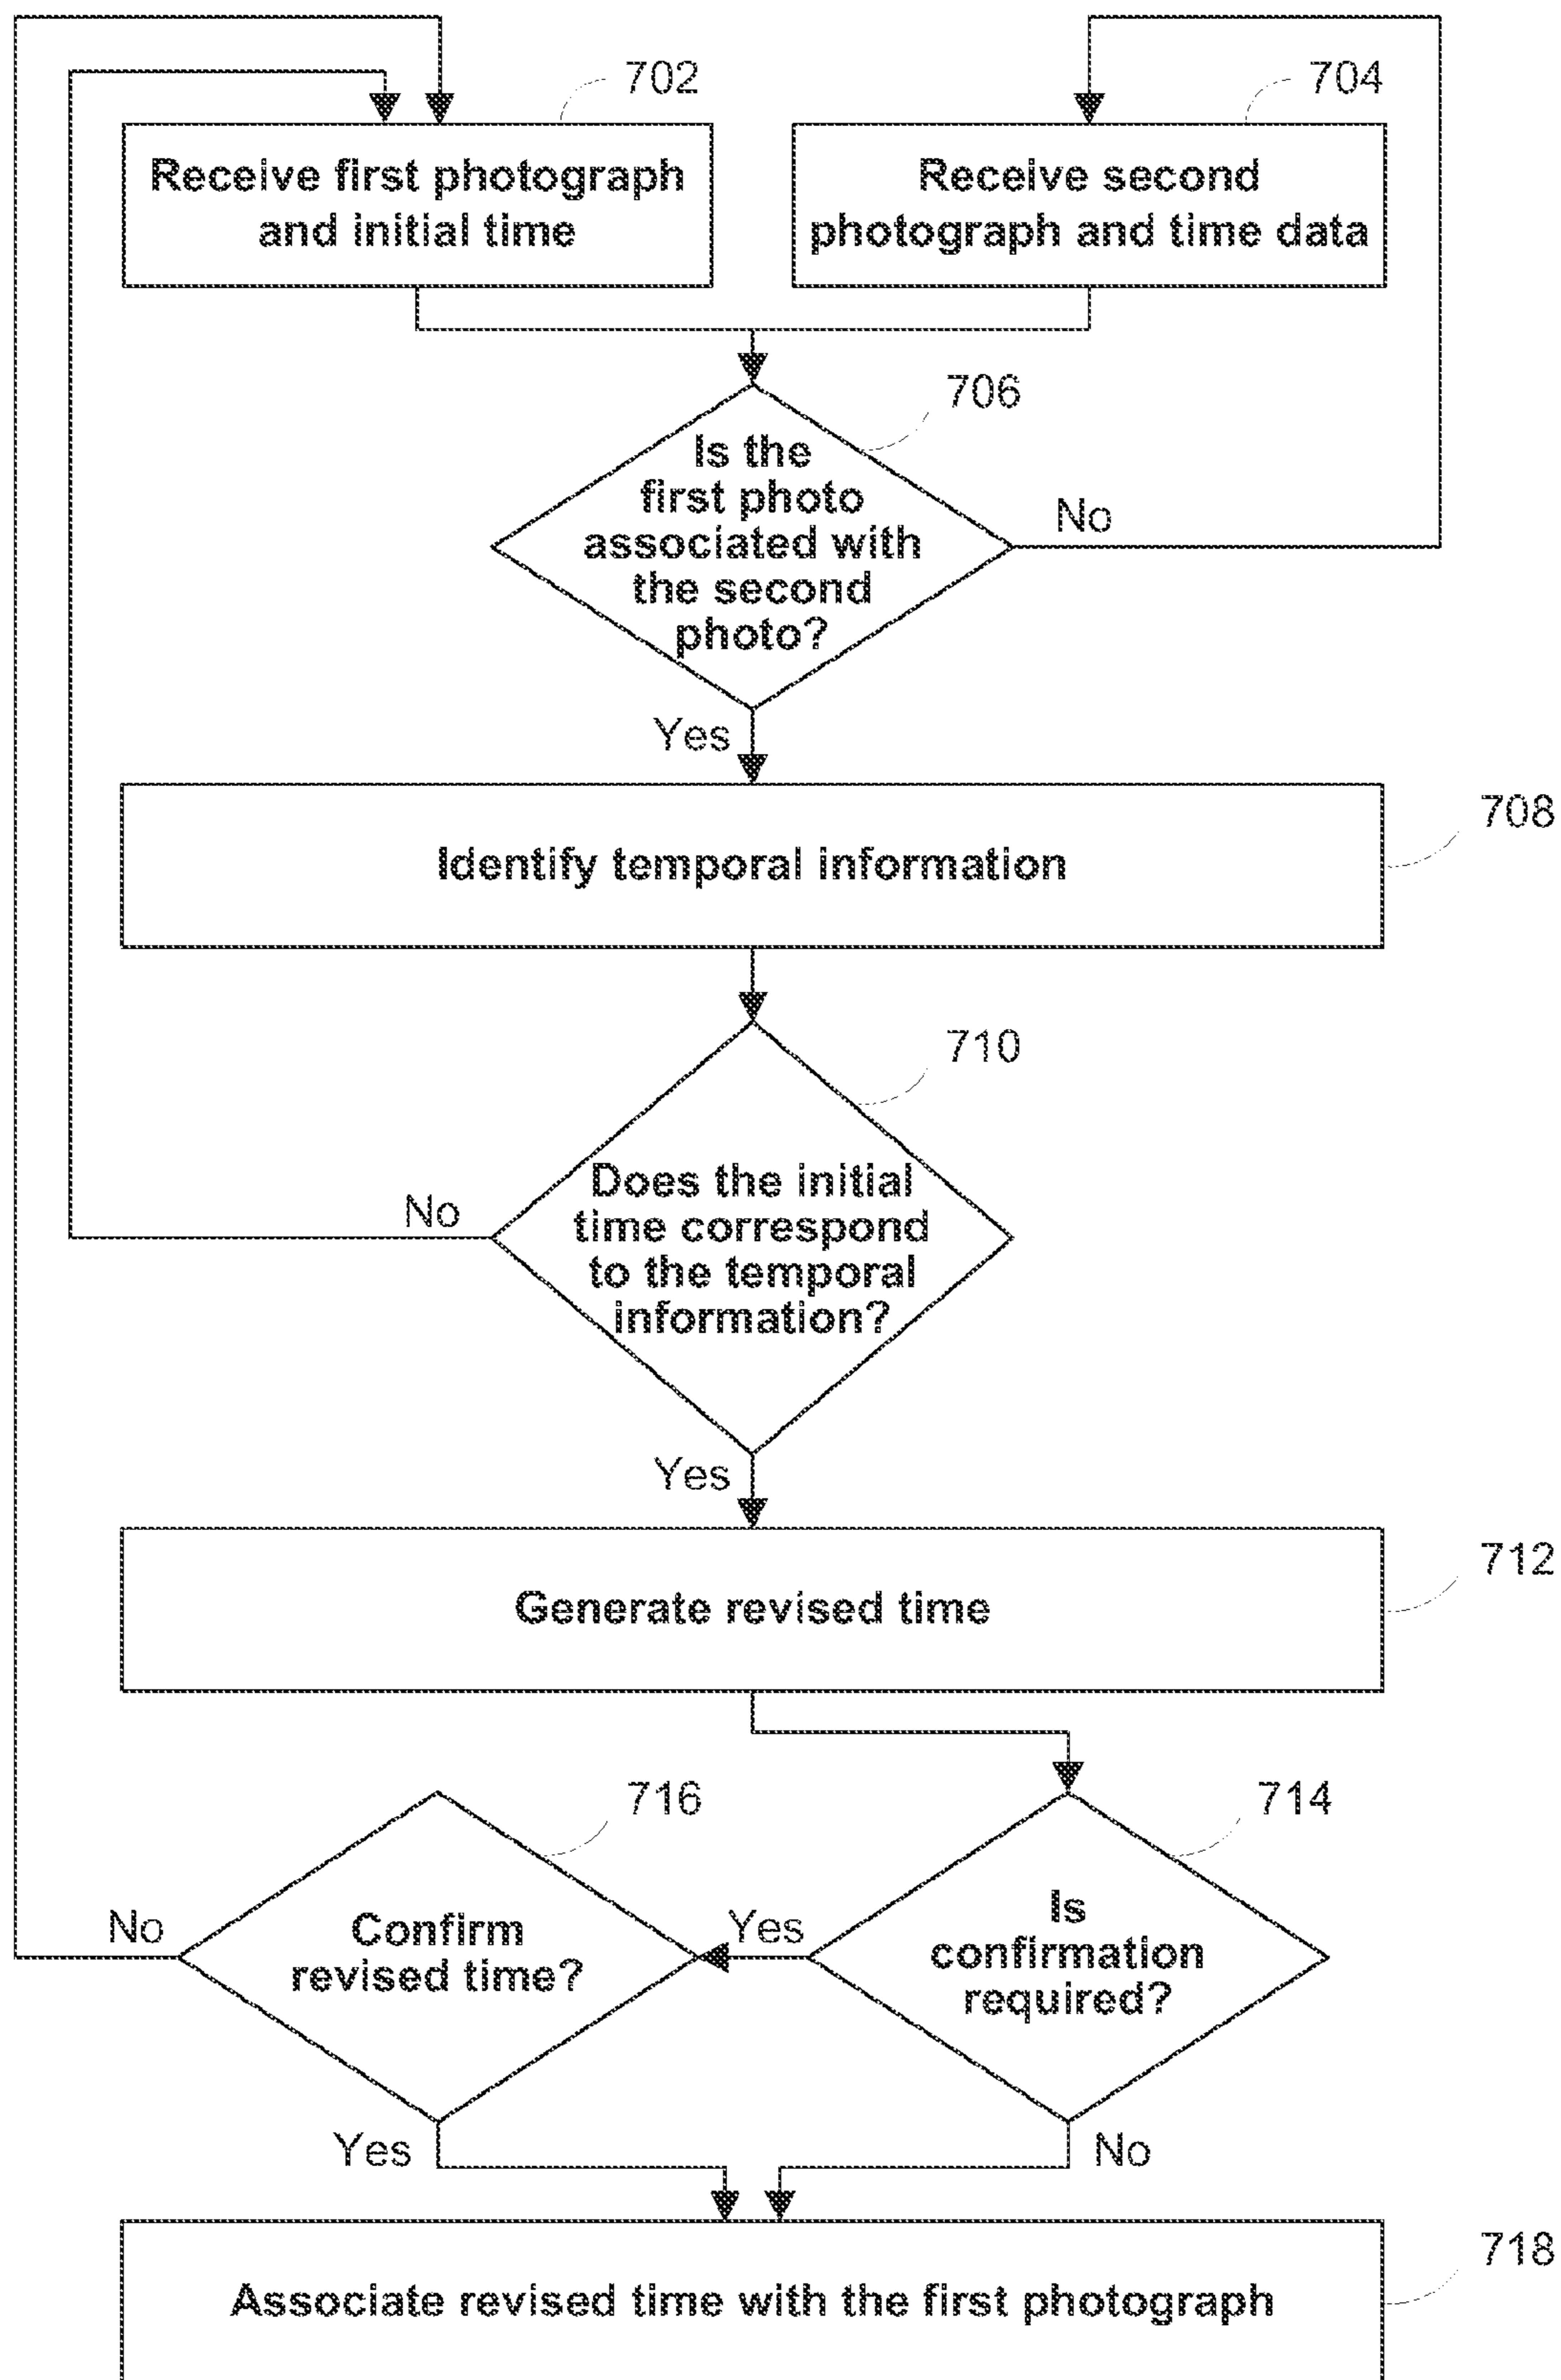 702
Receive first photograph
and initial time
704
Receive second
photograph and time data
706
Is the
first photo
associated with
the second
photo?
No
Yes
708
Identify temporal information
710
Does the initial
time correspond
to the temporal
information?
No
Yes
712
Generate revised time
714
Is
confirmation
required?
Yes
No
716
Confirm
revised time?
No
Yes
718
Associate revised time with the first photograph